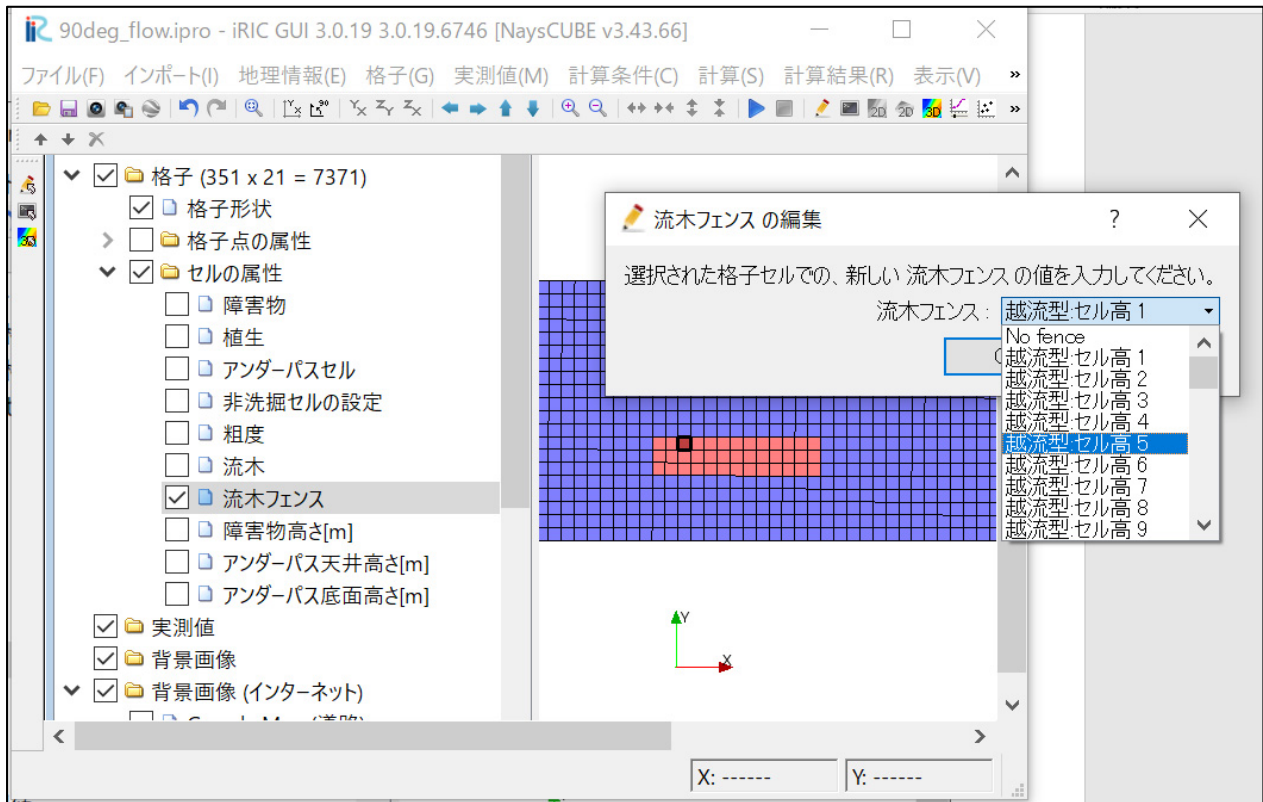 90deg_flow.ipro - iRIC GUI 3.0.19 3.0.19.6746 [NaysCUBE v3.43.66]
ファイル(F) インポート(I) 地理情報(E) 格子(G) 実測値(M) 計算条件(C) 計算(S) 計算結果(R) 表示(V) »
格子 (351 x 21 = 7371)
格子形状
格子点の属性
セルの属性
障害物
植生
アンダーパスセル
非洗掘セルの設定
粗度
流木
流木フェンス
障害物高さ[m]
アンダーパス天井高さ[m]
アンダーパス底面高さ[m]
実測値
背景画像
背景画像 (インターネット)
流木フェンス の編集 ?
選択された格子セルでの、新しい 流木フェンス の値を入力してください。
流木フェンス : 越流型:セル高 1
No fence
越流型:セル高 1
越流型:セル高 2
越流型:セル高 3
越流型:セル高 4
越流型:セル高 5
越流型:セル高 6
越流型:セル高 7
越流型:セル高 8
越流型:セル高 9
Y
X
X: ------ Y: ------